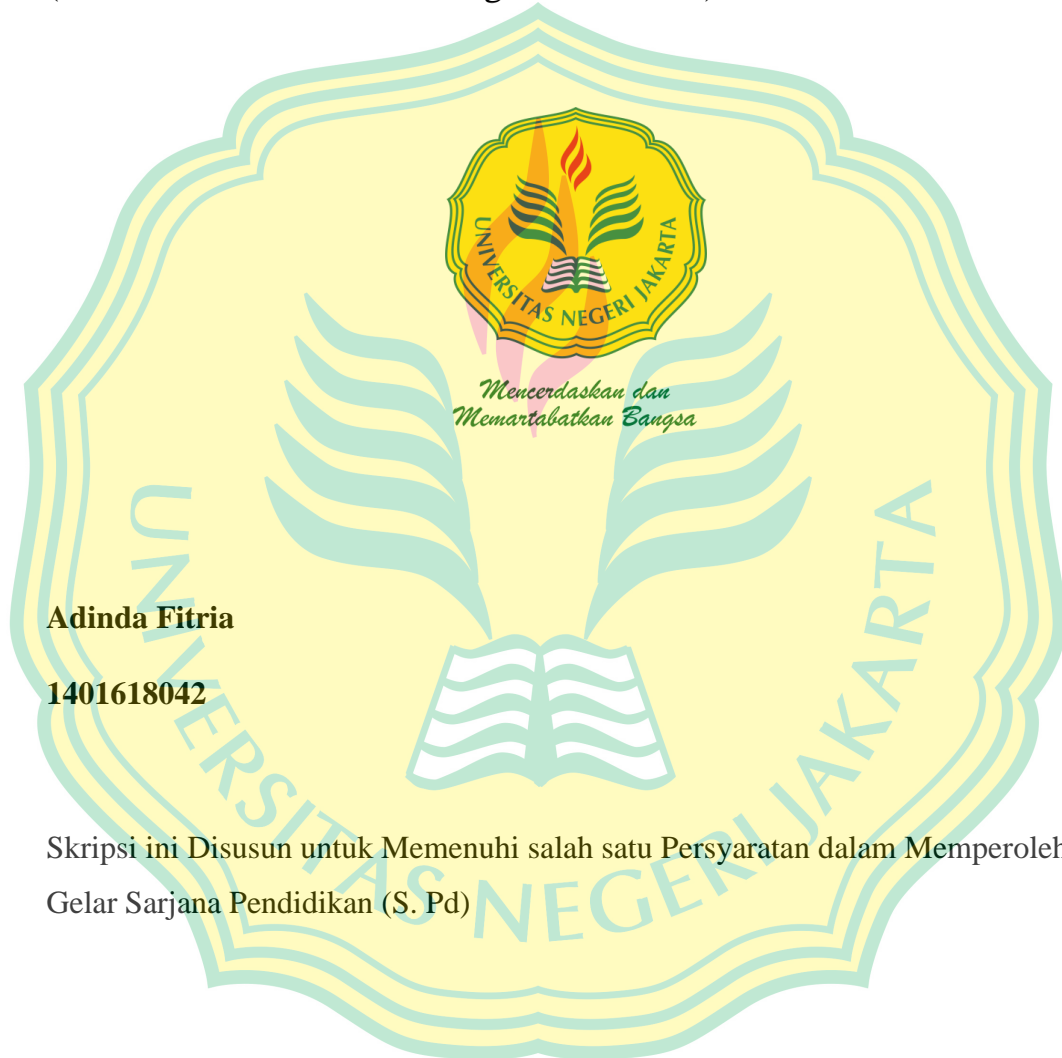 UNIVERSITAS NEGERI JAKARTA
Mencerdaskan dan
Memartabatkan Bangsa
UNIVERSITAS NEGERI JAKARTA
Adinda Fitria
1401618042
Skripsi ini Disusun untuk Memenuhi salah satu Persyaratan dalam Memperoleh
Gelar Sarjana Pendidikan (S. Pd)